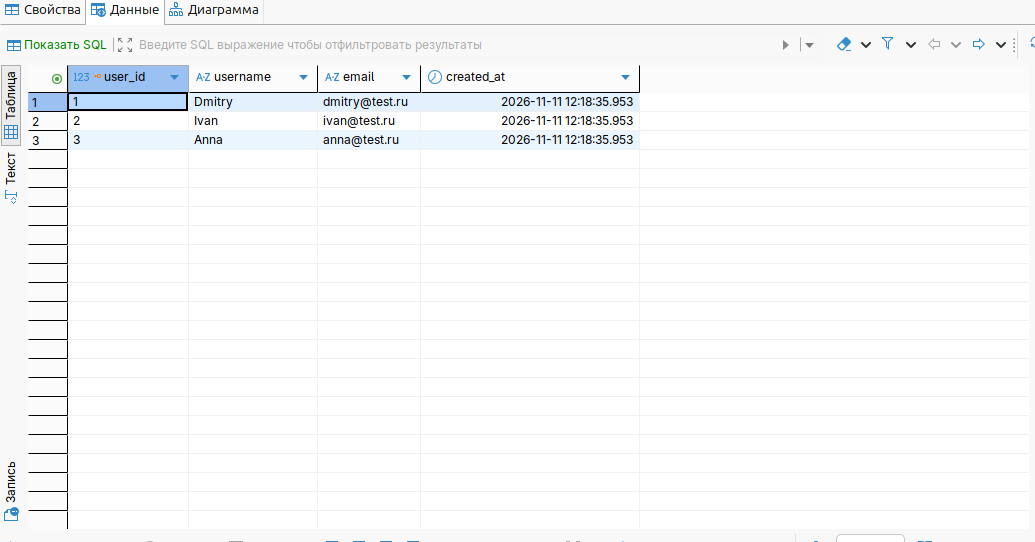 Свойства Данные Диаграмма
Показать SQL Введите SQL выражение чтобы отфильтровать результаты
123 user_id A-Z username A-Z email created_at
1 1 Dmitry dmitry@test.ru 2026-11-11 12:18:35.953
2 2 Ivan ivan@test.ru 2026-11-11 12:18:35.953
3 3 Anna anna@test.ru 2026-11-11 12:18:35.953
Таблица
Текст
Запись